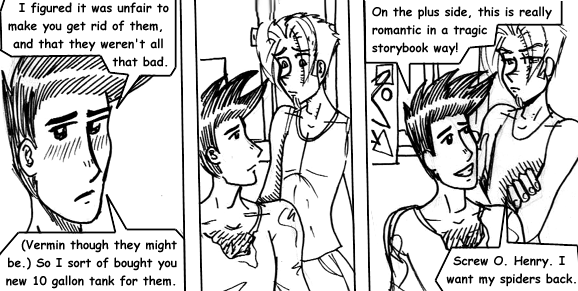 I figured it was unfair to
make you get rid of them,
and that they weren't all
that bad.
(Vermin though they might
be.) So I sort of bought you
new 10 gallon tank for them.
On the plus side, this is really
romantic in a tragic
storybook way!
Screw O. Henry. I
want my spiders back.